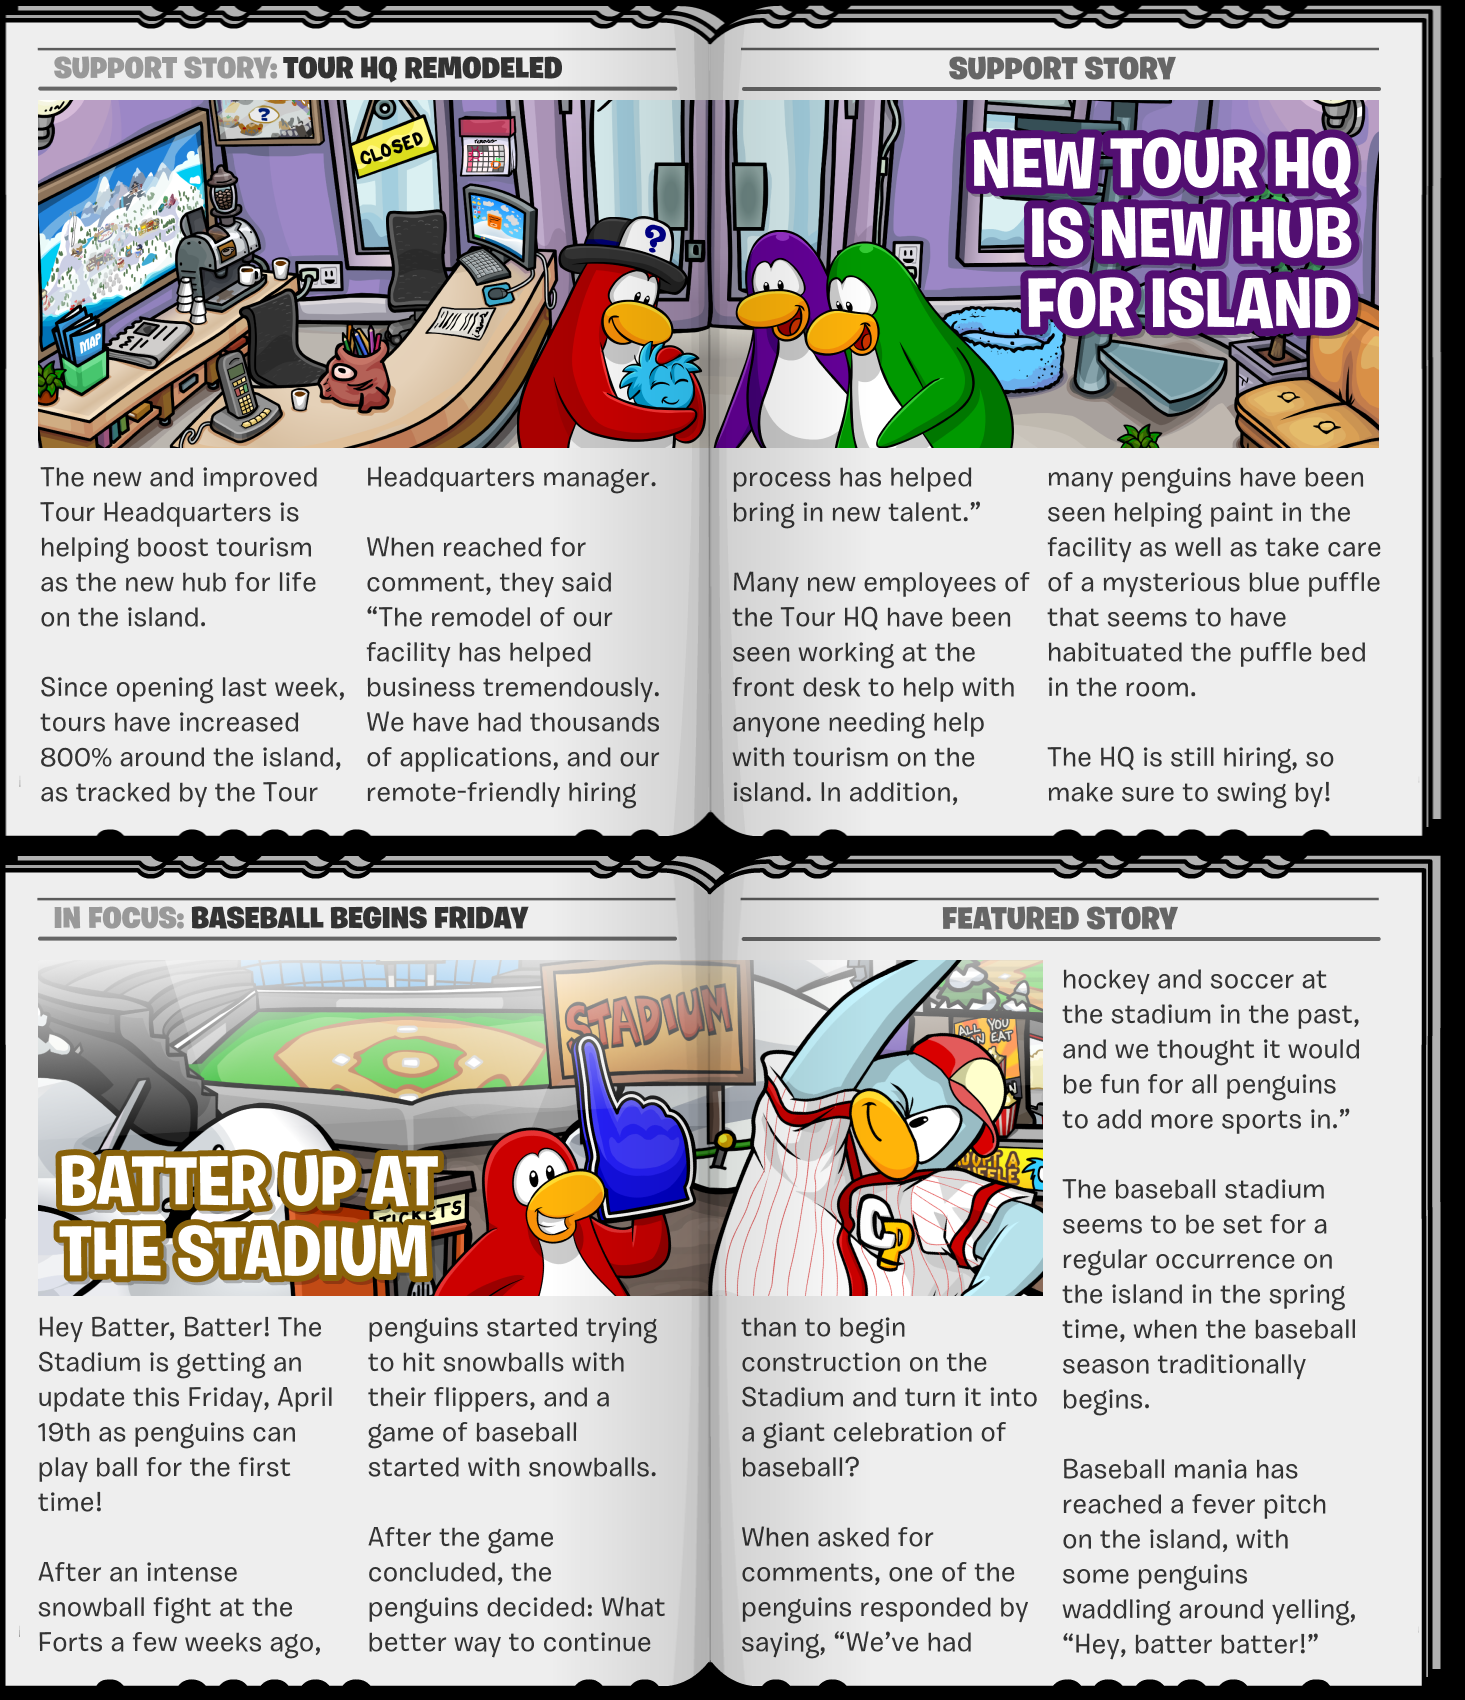 SUPPORT STORY: TOUR HQ REMODELED
SUPPORT STORY
?
CLOSED
?
MAP
NEW TOUR HQ
IS NEW HUB
FOR ISLAND
The new and improved
Tour Headquarters is
helping boost tourism
as the new hub for life
on the island.
Since opening last week,
tours have increased
800% around the island,
as tracked by the Tour
Headquarters manager.
When reached for
comment, they said
“The remodel of our
facility has helped
business tremendously.
We have had thousands
of applications, and our
remote-friendly hiring
process has helped
bring in new talent.”
Many new employees of
the Tour HQ have been
seen working at the
front desk to help with
anyone needing help
with tourism on the
island. In addition,
many penguins have been
seen helping paint in the
facility as well as take care
of a mysterious blue puffle
that seems to have
habituated the puffle bed
in the room.
The HQ is still hiring, so
make sure to swing by!
IN FOCUS: BASEBALL BEGINS FRIDAY
FEATURED STORY
STADIUM
ALL YOU
EAT
TICKETS
CP
BATTER UP AT
THE STADIUM
Hey Batter, Batter! The
Stadium is getting an
update this Friday, April
19th as penguins can
play ball for the first
time!
After an intense
snowball fight at the
Forts a few weeks ago,
penguins started trying
to hit snowballs with
their flippers, and a
game of baseball
started with snowballs.
After the game
concluded, the
penguins decided: What
better way to continue
than to begin
construction on the
Stadium and turn it into
a giant celebration of
baseball?
When asked for
comments, one of the
penguins responded by
saying, “We’ve had
hockey and soccer at
the stadium in the past,
and we thought it would
be fun for all penguins
to add more sports in.”
The baseball stadium
seems to be set for a
regular occurrence on
the island in the spring
time, when the baseball
season traditionally
begins.
Baseball mania has
reached a fever pitch
on the island, with
some penguins
waddling around yelling,
“Hey, batter batter!”